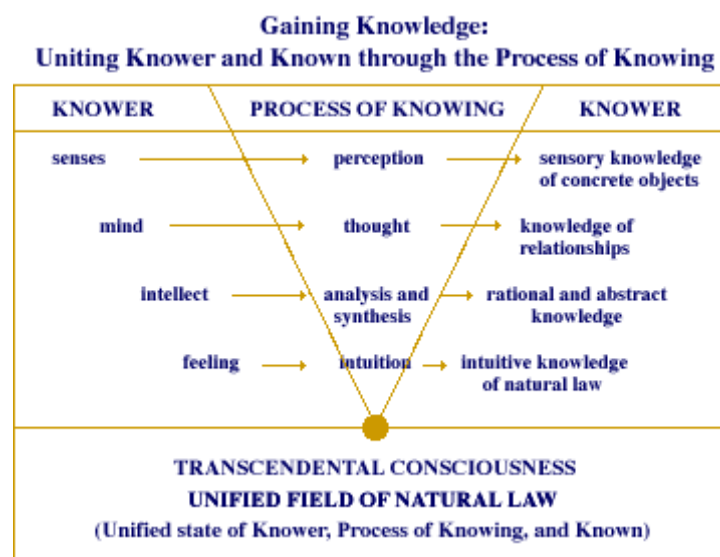 Gaining Knowledge:
Uniting Knower and Known through the Process of Knowing
KNOWER PROCESS OF KNOWING KNOWER
senses perception sensory knowledge
of concrete objects
mind thought knowledge of
relationships
intellect analysis and rational and abstract
synthesis knowledge
feeling intuition intuitive knowledge
of natural law
TRANSCENDENTAL CONSCIOUSNESS
UNIFIED FIELD OF NATURAL LAW
(Unified state of Knower, Process of Knowing, and Known)